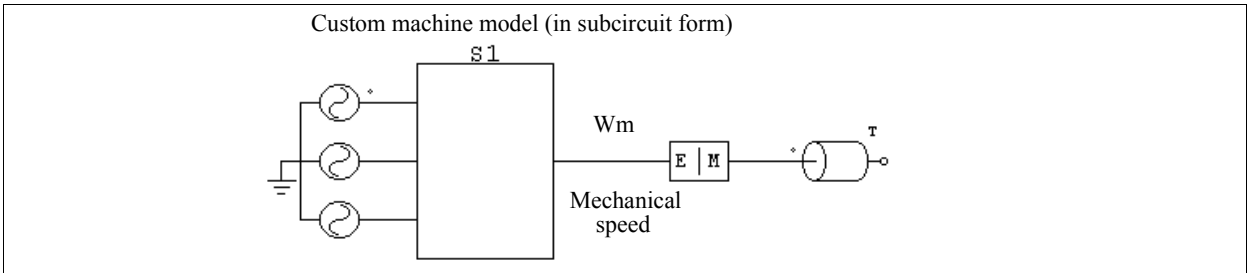 Custom machine model (in subcircuit form)
S1
Wm
T
E M
Mechanical
speed